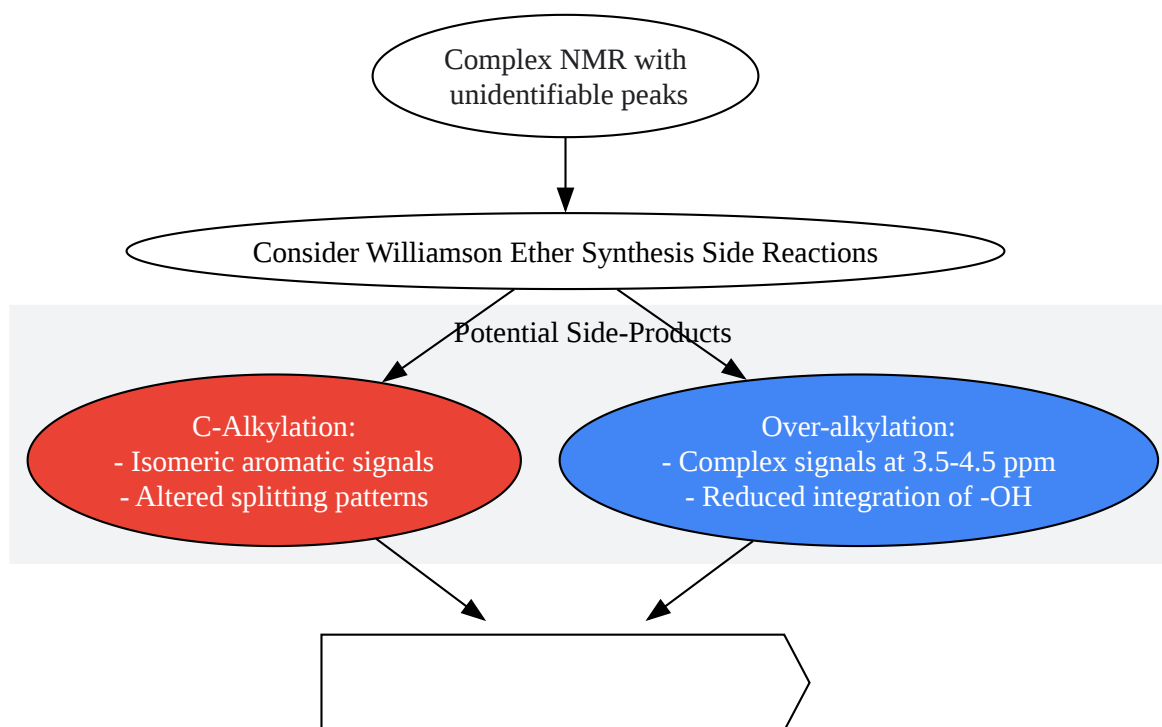 Complex NMR with
unidentifiable peaks
Consider Williamson Ether Synthesis Side Reactions
Potential Side-Products
C-Alkylation:
- Isomeric aromatic signals
- Altered splitting patterns
Over-alkylation:
- Complex signals at 3.5-4.5 ppm
- Reduced integration of -OH